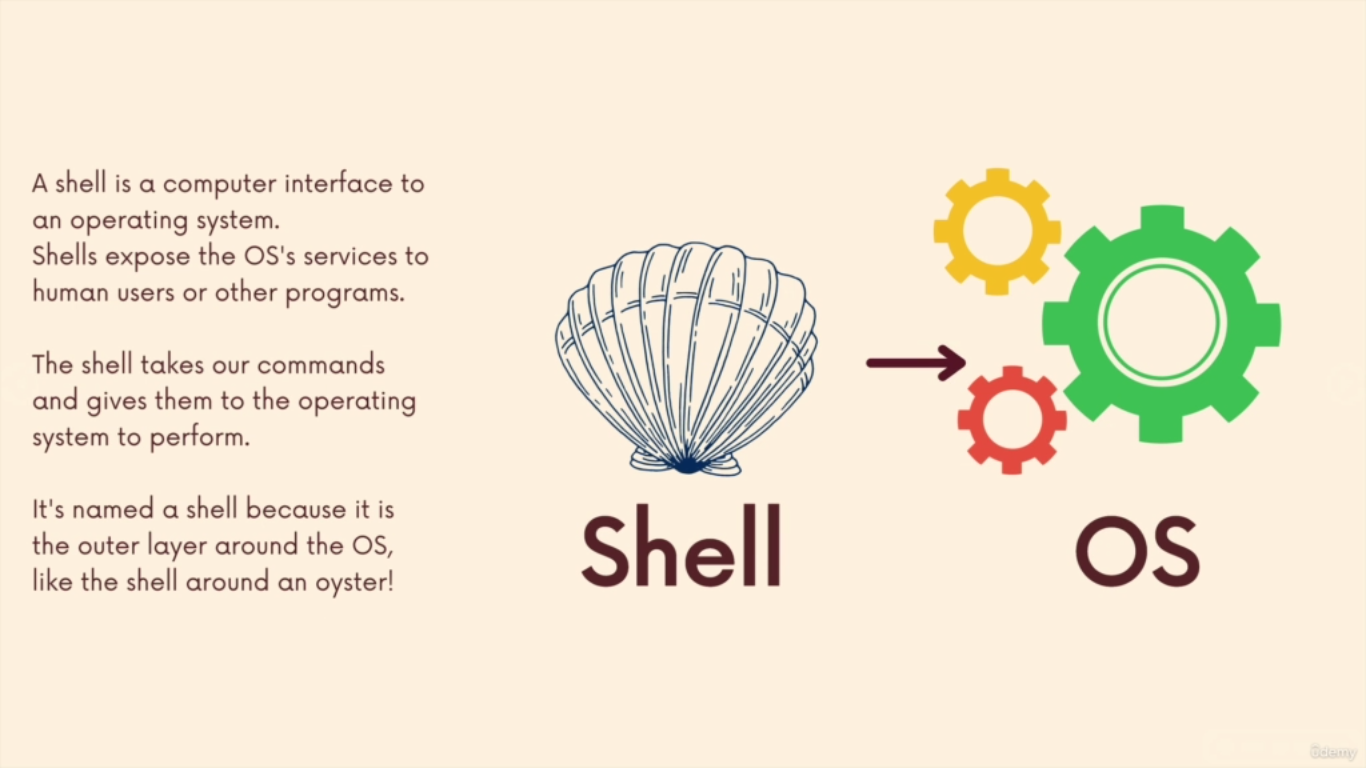 A shell is a computer interface to
an operating system.
Shells expose the OS's services to
human users or other programs.
The shell takes our commands
and gives them to the operating
system to perform.
It's named a shell because it is
the outer layer around the OS,
like the shell around an oyster!
Shell
OS
ûdemy